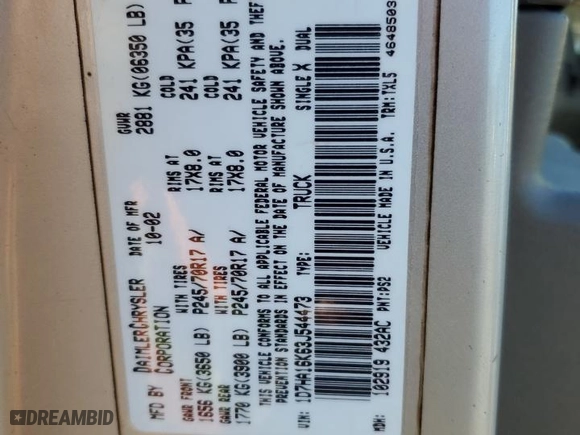 MFD BY DAIMLERCHRYSLER CORPORATION DATE OF MFR 10-02 GVWR 2881 KG(06350 LB)
GAWR FRONT WITH TIRES RIMS AT COLD
1656 KG(3650 LB) P245/70R17 A/ 17X8.0 241 KPA(35 P
GAWR REAR WITH TIRES RIMS AT COLD
1770 KG(3900 LB) P245/70R17 A/ 17X8.0 241 KPA(35 P
THIS VEHICLE CONFORMS TO ALL APPLICABLE FEDERAL MOTOR VEHICLE SAFETY AND THEF
PREVENTION STANDARDS IN EFFECT ON THE DATE OF MANUFACTURE SHOWN ABOVE.
VIN: 1D7HA16K63J544473 TYPE: TRUCK SINGLE X DUAL
MDH: 102919 432AC PNT:PS2 VEHICLE MADE IN U.S.A. TRM:TXL5 4648503
DREAMBID